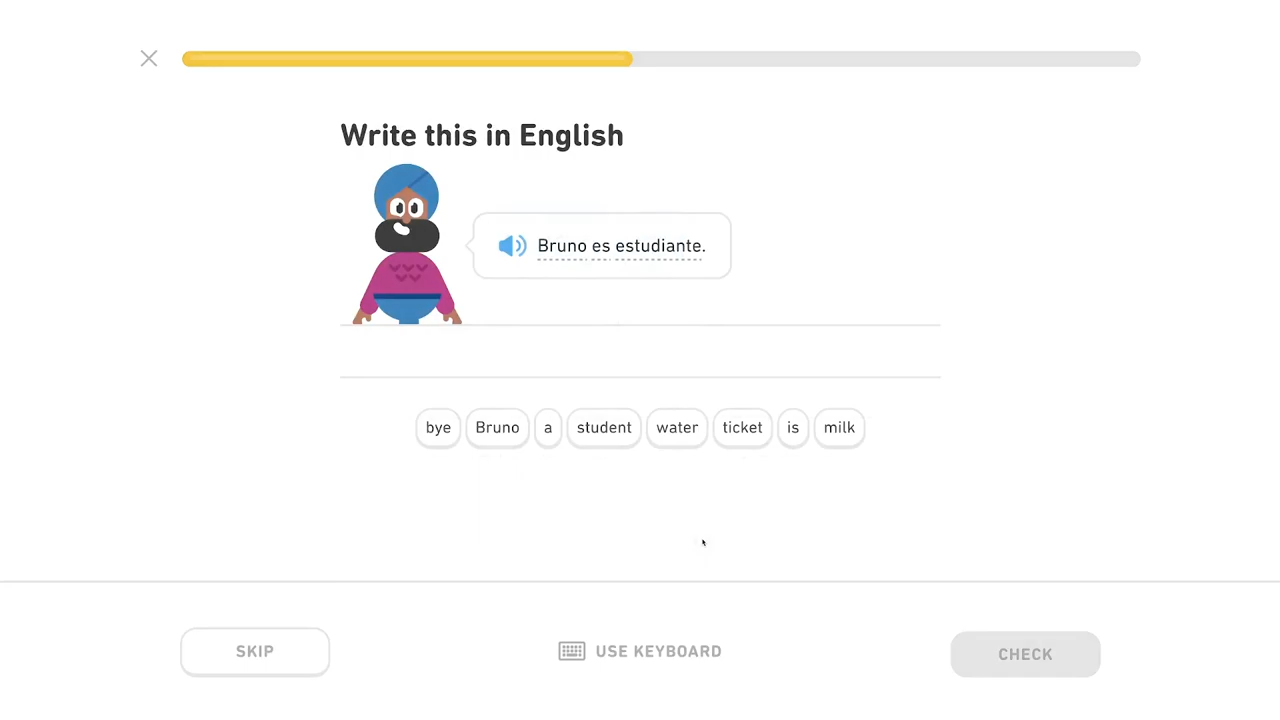 Write this in English
Bruno es estudiante.
bye Bruno a student water ticket is milk
SKIP USE KEYBOARD CHECK